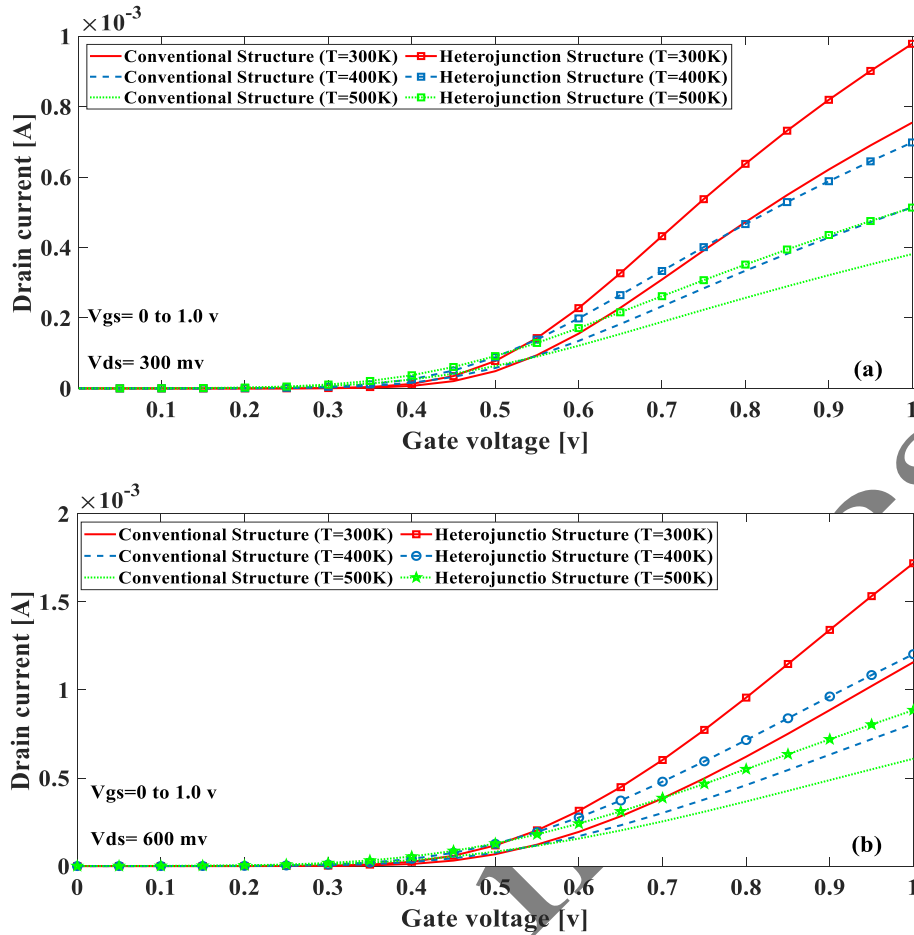 ×10⁻³
1
0.8
0.6
0.4
0.2
0
Drain current [A]
Conventional Structure (T=300K)
Conventional Structure (T=400K)
Conventional Structure (T=500K)
Heterojunction Structure (T=300K)
Heterojunction Structure (T=400K)
Heterojunction Structure (T=500K)
Vgs= 0 to 1.0 v
Vds= 300 mv
(a)
0.1 0.2 0.3 0.4 0.5 0.6 0.7 0.8 0.9 1
Gate voltage [v]
×10⁻³
2
1.5
1
0.5
0
Drain current [A]
Conventional Structure (T=300K)
Conventional Structure (T=400K)
Conventional Structure (T=500K)
Heterojunctio Structure (T=300K)
Heterojunctio Structure (T=400K)
Heterojunctio Structure (T=500K)
Vgs=0 to 1.0 v
Vds= 600 mv
(b)
0 0.1 0.2 0.3 0.4 0.5 0.6 0.7 0.8 0.9 1
Gate voltage [v]